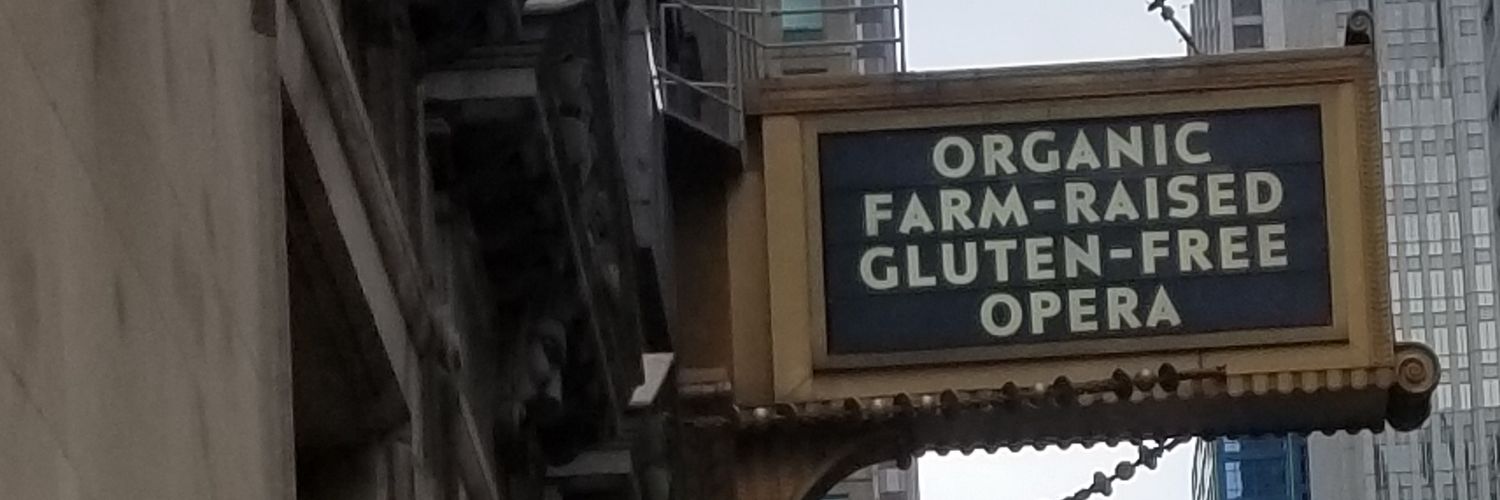 ORGANIC
FARM-RAISED
GLUTEN-FREE
OPERA